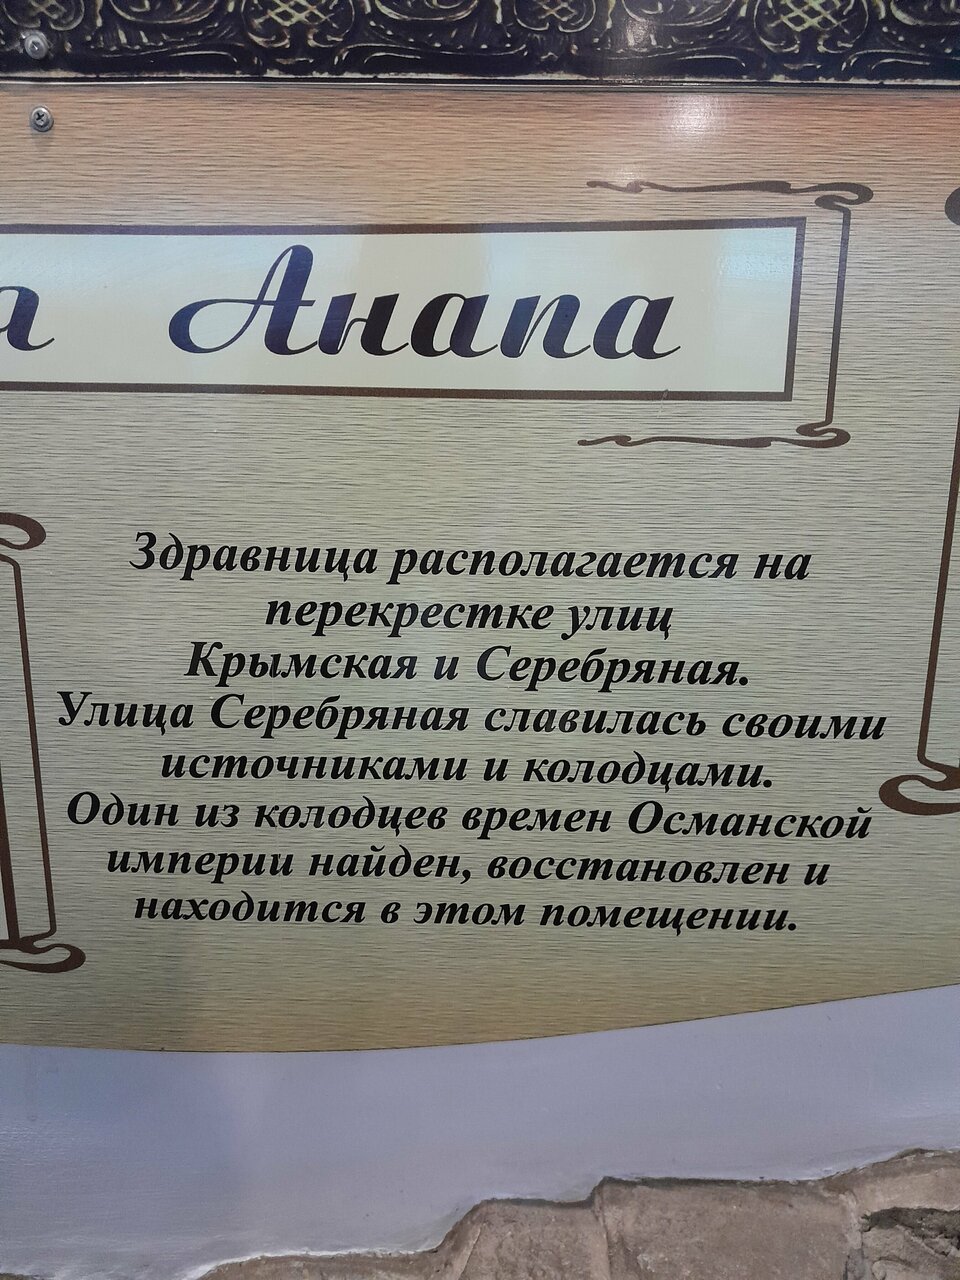 я Анапа
Здравница располагается на
перекрестке улиц
Крымская и Серебряная.
Улица Серебряная славилась своими
источниками и колодцами.
Один из колодцев времен Османской
империи найден, восстановлен и
находится в этом помещении.